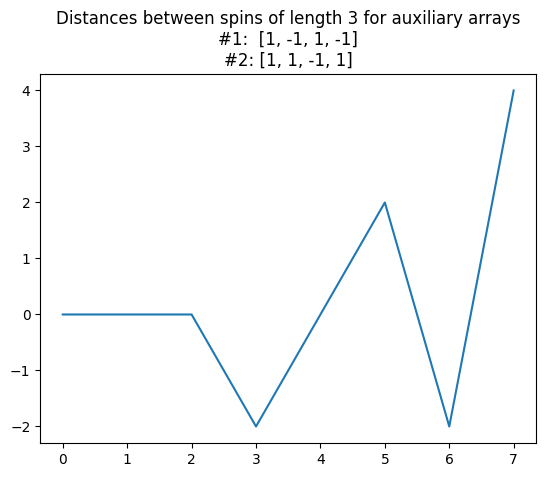 Distances between spins of length 3 for auxiliary arrays
#1:  [1, -1, 1, -1]
#2: [1, 1, -1, 1]
4
3
2
1
0
−1
−2
0 1 2 3 4 5 6 7